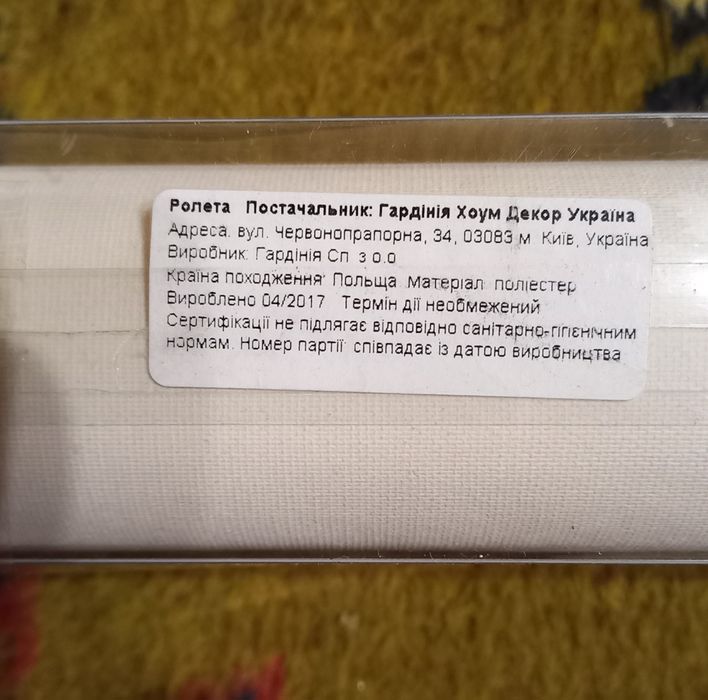 Ролета Постачальник: Гардінія Хоум Декор Україна
Адреса. вул. Червонопрапорна, 34, 03083 м Київ, Україна
Виробник: Гардінія Сп з о.о
Країна походження: Польща Матеріал поліестер
Вироблено 04/2017 Термін дії необмежений
Сертифікації не підлягає відповідно санітарно-гігієнічним
нормам. Номер партії: співпадає із датою виробництва